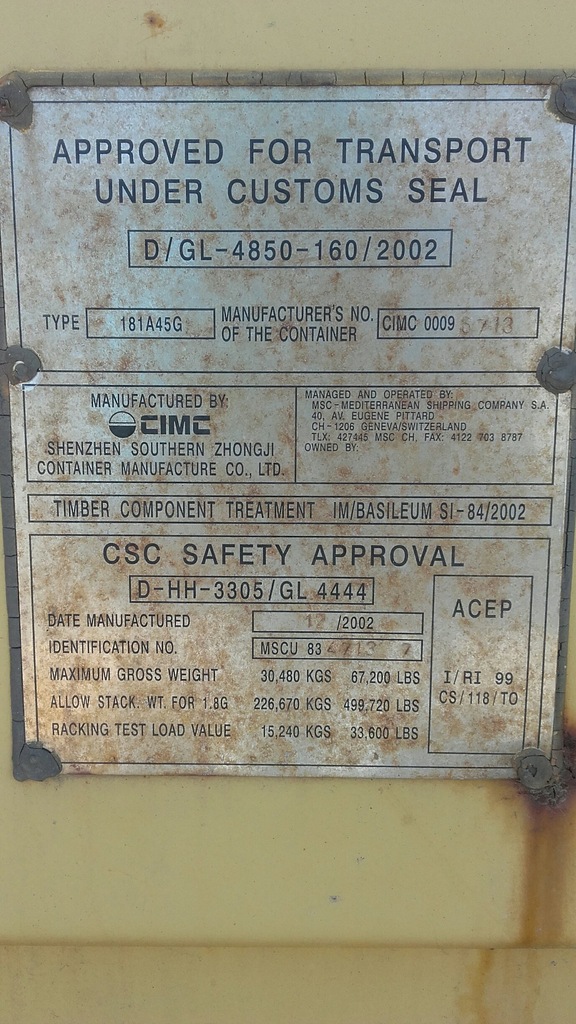 APPROVED FOR TRANSPORT
UNDER CUSTOMS SEAL
D/GL-4850-160/2002
TYPE 181A45G
MANUFACTURER'S NO.
OF THE CONTAINER
CIMC 0009
MANUFACTURED BY:
CIMC
SHENZHEN SOUTHERN ZHONGJI
CONTAINER MANUFACTURE CO., LTD.
MANAGED AND OPERATED BY:
MSC-MEDITERRANEAN SHIPPING COMPANY S.A.
40, AV. EUGENE PITTARD
CH-1206 GENEVA/SWITZERLAND
TLX: 427445 MSC CH, FAX: 4122 703 8787
OWNED BY:
TIMBER COMPONENT TREATMENT IM/BASILEUM SI-84/2002
CSC SAFETY APPROVAL
D-HH-3305/GL 4444
DATE MANUFACTURED 12 /2002
IDENTIFICATION NO. MSCU 83
MAXIMUM GROSS WEIGHT 30,480 KGS 67,200 LBS
ALLOW STACK. WT. FOR 1.8G 226,670 KGS 499,720 LBS
RACKING TEST LOAD VALUE 15,240 KGS 33,600 LBS
ACEP
I/RI 99
CS/118/TO